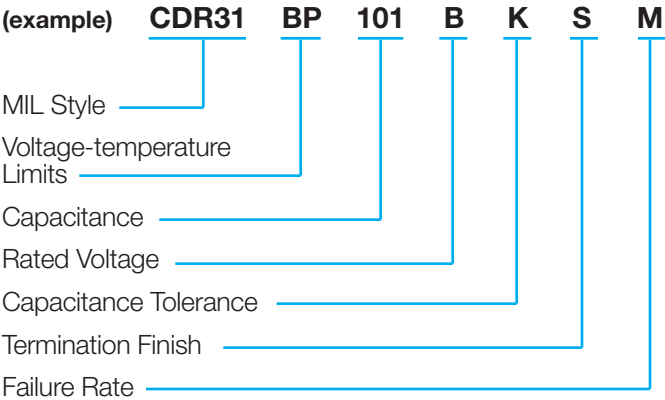 (example) CDR31 BP 101 B K S M
MIL Style
Voltage-temperature
Limits
Capacitance
Rated Voltage
Capacitance Tolerance
Termination Finish
Failure Rate